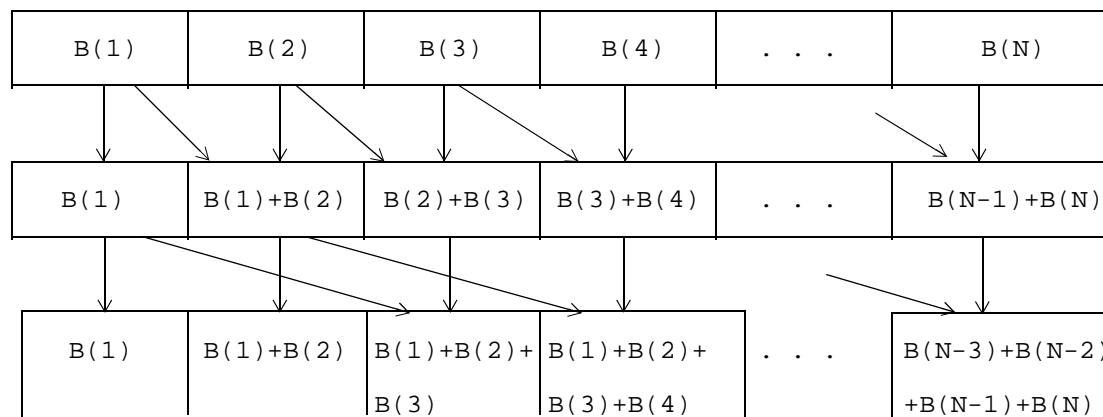 B(1) B(2) B(3) B(4) . . . B(N)
B(1) B(1)+B(2) B(2)+B(3) B(3)+B(4) . . . B(N-1)+B(N)
B(1) B(1)+B(2) B(1)+B(2)+ B(1)+B(2)+ . . . B(N-3)+B(N-2)
B(3) B(3)+B(4) +B(N-1)+B(N)